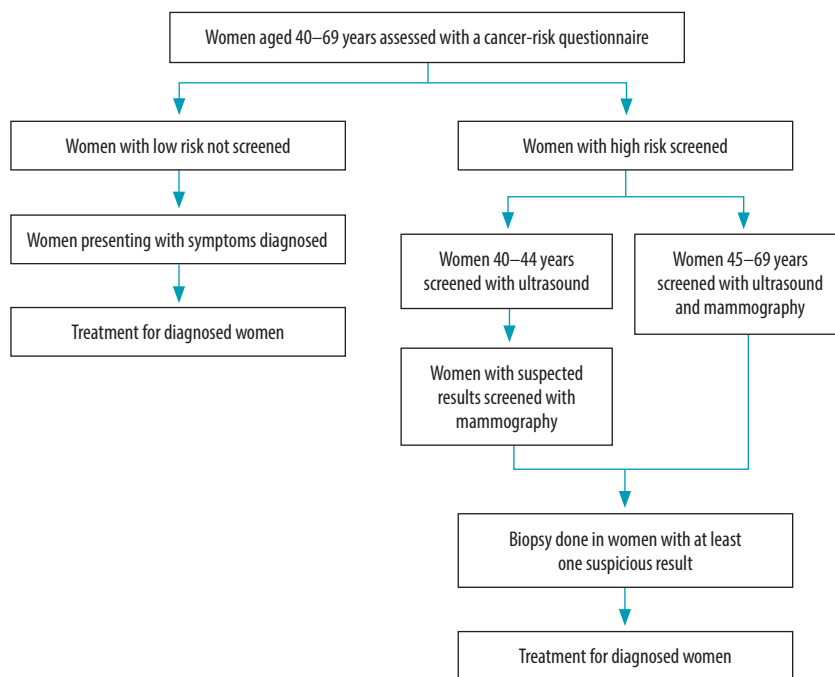 Women aged 40–69 years assessed with a cancer-risk questionnaire
Women with low risk not screened
Women with high risk screened
Women presenting with symptoms diagnosed
Women 40–44 years
screened with ultrasound
Women 45–69 years
screened with ultrasound
and mammography
Treatment for diagnosed women
Women with suspected
results screened with
mammography
Biopsy done in women with at least
one suspicious result
Treatment for diagnosed women